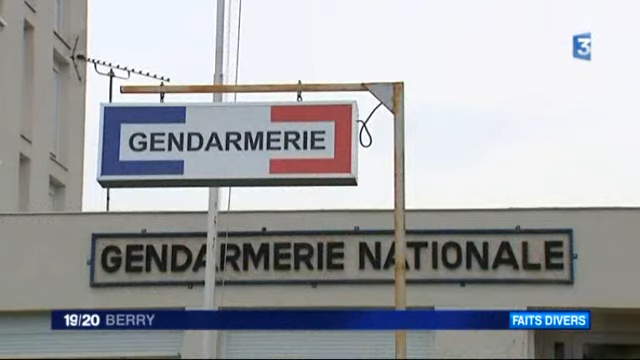 3
GENDARMERIE
GENDARMERIE NATIONALE
19/20 BERRY
FAITS DIVERS